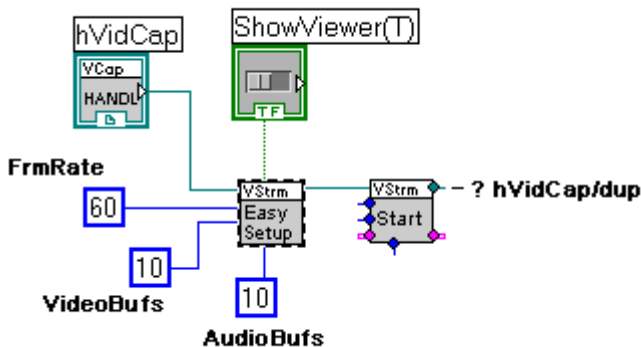 hVidCap
ShowViewer(T)
VCap
HANDL
TF
FrmRate
60
VStrm
Easy
Setup
VStrm
Start
– ? hVidCap/dup
10
VideoBufs
10
AudioBufs